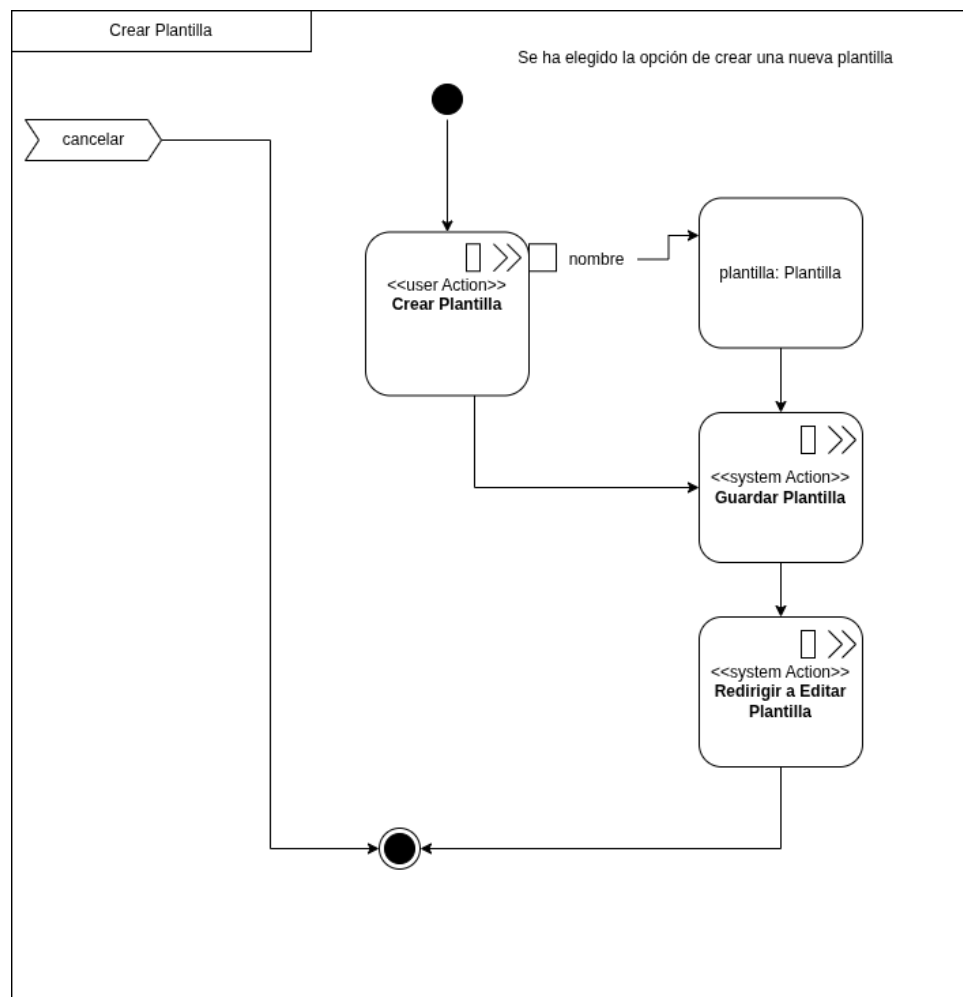 Crear Plantilla
Se ha elegido la opción de crear una nueva plantilla
cancelar
<<user Action>>
Crear Plantilla
nombre
plantilla: Plantilla
<<system Action>>
Guardar Plantilla
<<system Action>>
Redirigir a Editar
Plantilla